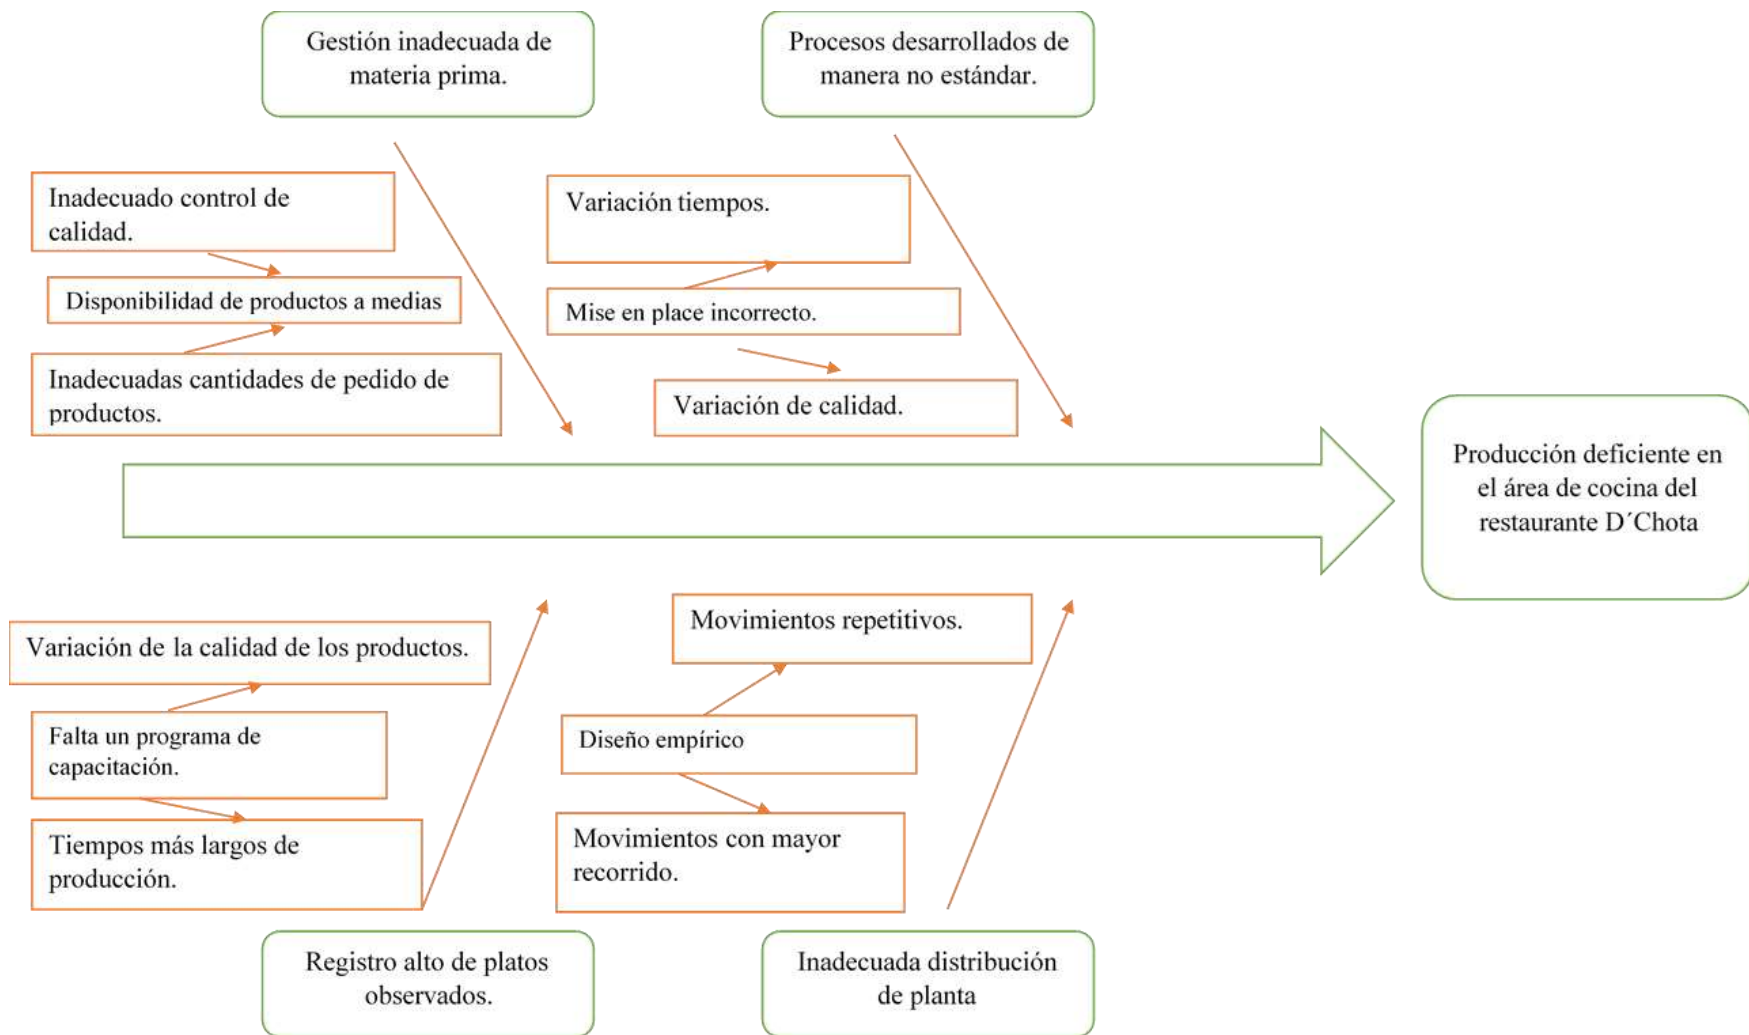 Gestión inadecuada de
materia prima.
Procesos desarrollados de
manera no estándar.
Inadecuado control de
calidad.
Disponibilidad de productos a medias
Inadecuadas cantidades de pedido de
productos.
Variación tiempos.
Mise en place incorrecto.
Variación de calidad.
Producción deficiente en
el área de cocina del
restaurante D´Chota
Variación de la calidad de los productos.
Falta un programa de
capacitación.
Tiempos más largos de
producción.
Movimientos repetitivos.
Diseño empírico
Movimientos con mayor
recorrido.
Registro alto de platos
observados.
Inadecuada distribución
de planta